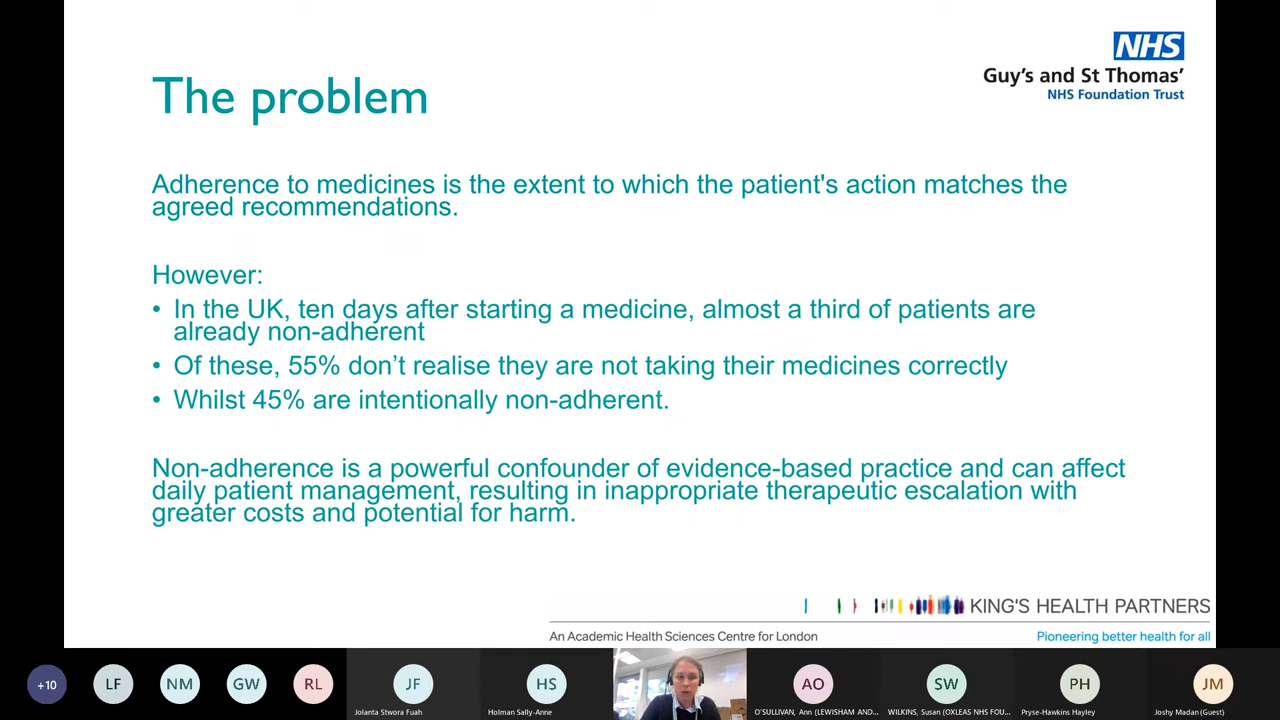 NHS
Guy's and St Thomas'
NHS Foundation Trust
The problem
Adherence to medicines is the extent to which the patient's action matches the
agreed recommendations.
However:
• In the UK, ten days after starting a medicine, almost a third of patients are
already non-adherent
• Of these, 55% don’t realise they are not taking their medicines correctly
• Whilst 45% are intentionally non-adherent.
Non-adherence is a powerful confounder of evidence-based practice and can affect
daily patient management, resulting in inappropriate therapeutic escalation with
greater costs and potential for harm.
KING'S HEALTH PARTNERS
An Academic Health Sciences Centre for London
Pioneering better health for all
+10
LF
NM
GW
RL
JF
Jolanta Stwora Fuah
HS
Holman Sally-Anne
AO
O'SULLIVAN, Ann (LEWISHAM AND...
SW
WILKINS, Susan (OXLEAS NHS FOU...
PH
Pryse-Hawkins Hayley
JM
Joshy Madan (Guest)